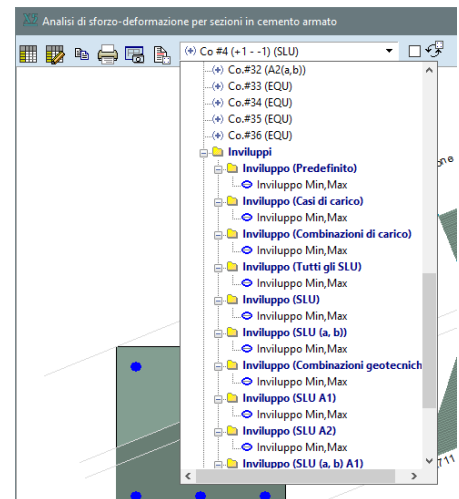 Analisi di sforzo-deformazione per sezioni in cemento armato
(+) Co #4 (+1 - -1) (SLU)
(+) Co.#32 (A2(a,b))
(+) Co.#33 (EQU)
(+) Co.#34 (EQU)
(+) Co.#35 (EQU)
(+) Co.#36 (EQU)
Inviluppi
Inviluppo (Predefinito)
Inviluppo Min,Max
Inviluppo (Casi di carico)
Inviluppo Min,Max
Inviluppo (Combinazioni di carico)
Inviluppo Min,Max
Inviluppo (Tutti gli SLU)
Inviluppo Min,Max
Inviluppo (SLU)
Inviluppo Min,Max
Inviluppo (SLU (a, b))
Inviluppo Min,Max
Inviluppo (Combinazioni geotecnich
Inviluppo Min,Max
Inviluppo (SLU A1)
Inviluppo Min,Max
Inviluppo (SLU A2)
Inviluppo Min,Max
Inviluppo (SLU (a, b) A1)
one
711